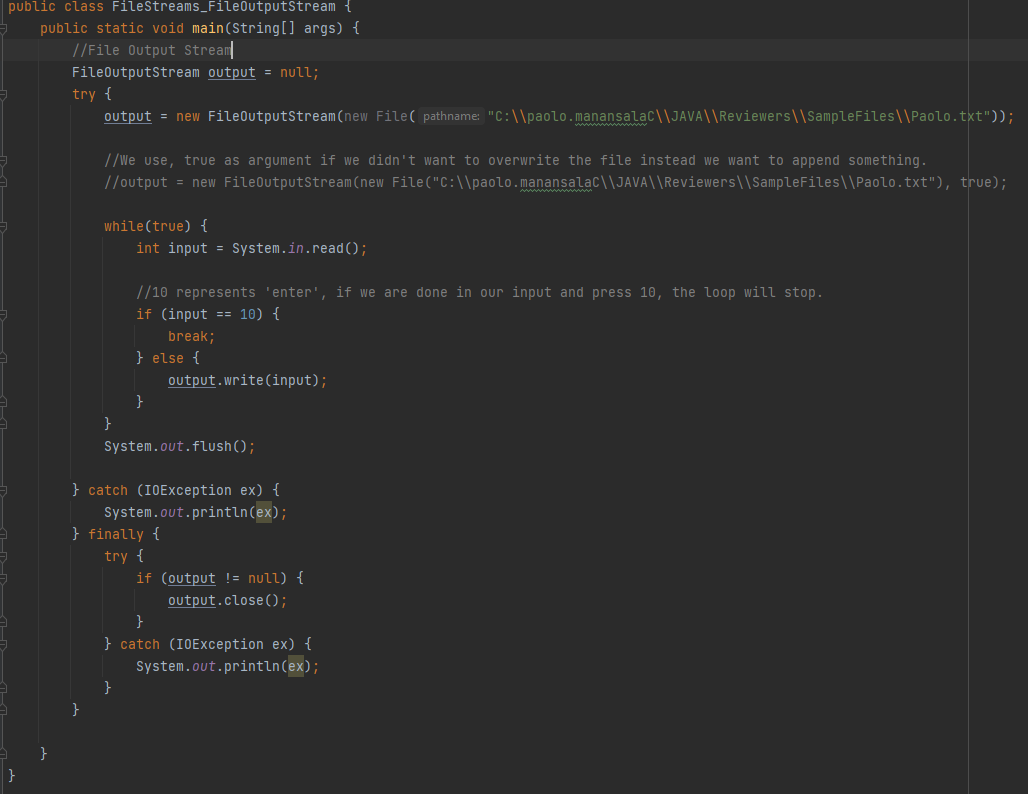 public class FileStreams_FileOutputStream {
public static void main(String[] args) {
//File Output Stream
FileOutputStream output = null;
try {
output = new FileOutputStream(new File( pathname: "C:\\paolo.manansalaC\\JAVA\\Reviewers\\SampleFiles\\Paolo.txt"));
//We use, true as argument if we didn't want to overwrite the file instead we want to append something.
//output = new FileOutputStream(new File("C:\\paolo.manansalaC\\JAVA\\Reviewers\\SampleFiles\\Paolo.txt"), true);
while(true) {
int input = System.in.read();
//10 represents 'enter', if we are done in our input and press 10, the loop will stop.
if (input == 10) {
break;
} else {
output.write(input);
}
}
System.out.flush();
} catch (IOException ex) {
System.out.println(ex);
} finally {
try {
if (output != null) {
output.close();
}
} catch (IOException ex) {
System.out.println(ex);
}
}
}
}